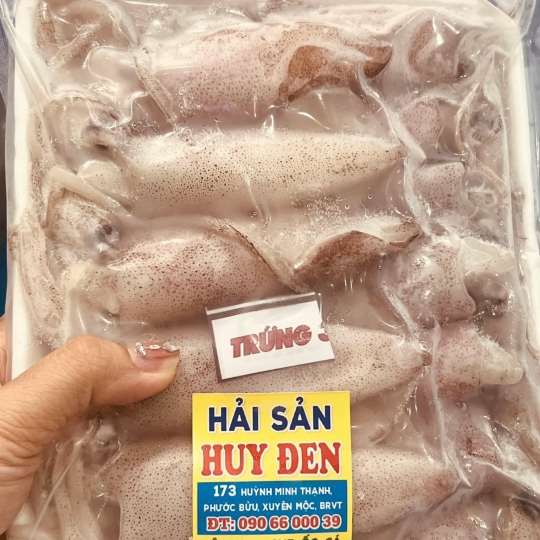 TRỨNG
HẢI SẢN
HUY ĐEN
173 HUỲNH MINH THẠNH,
PHƯỚC BỬU, XUYÊN MỘC, BRVT
ĐT: 090 66 000 39